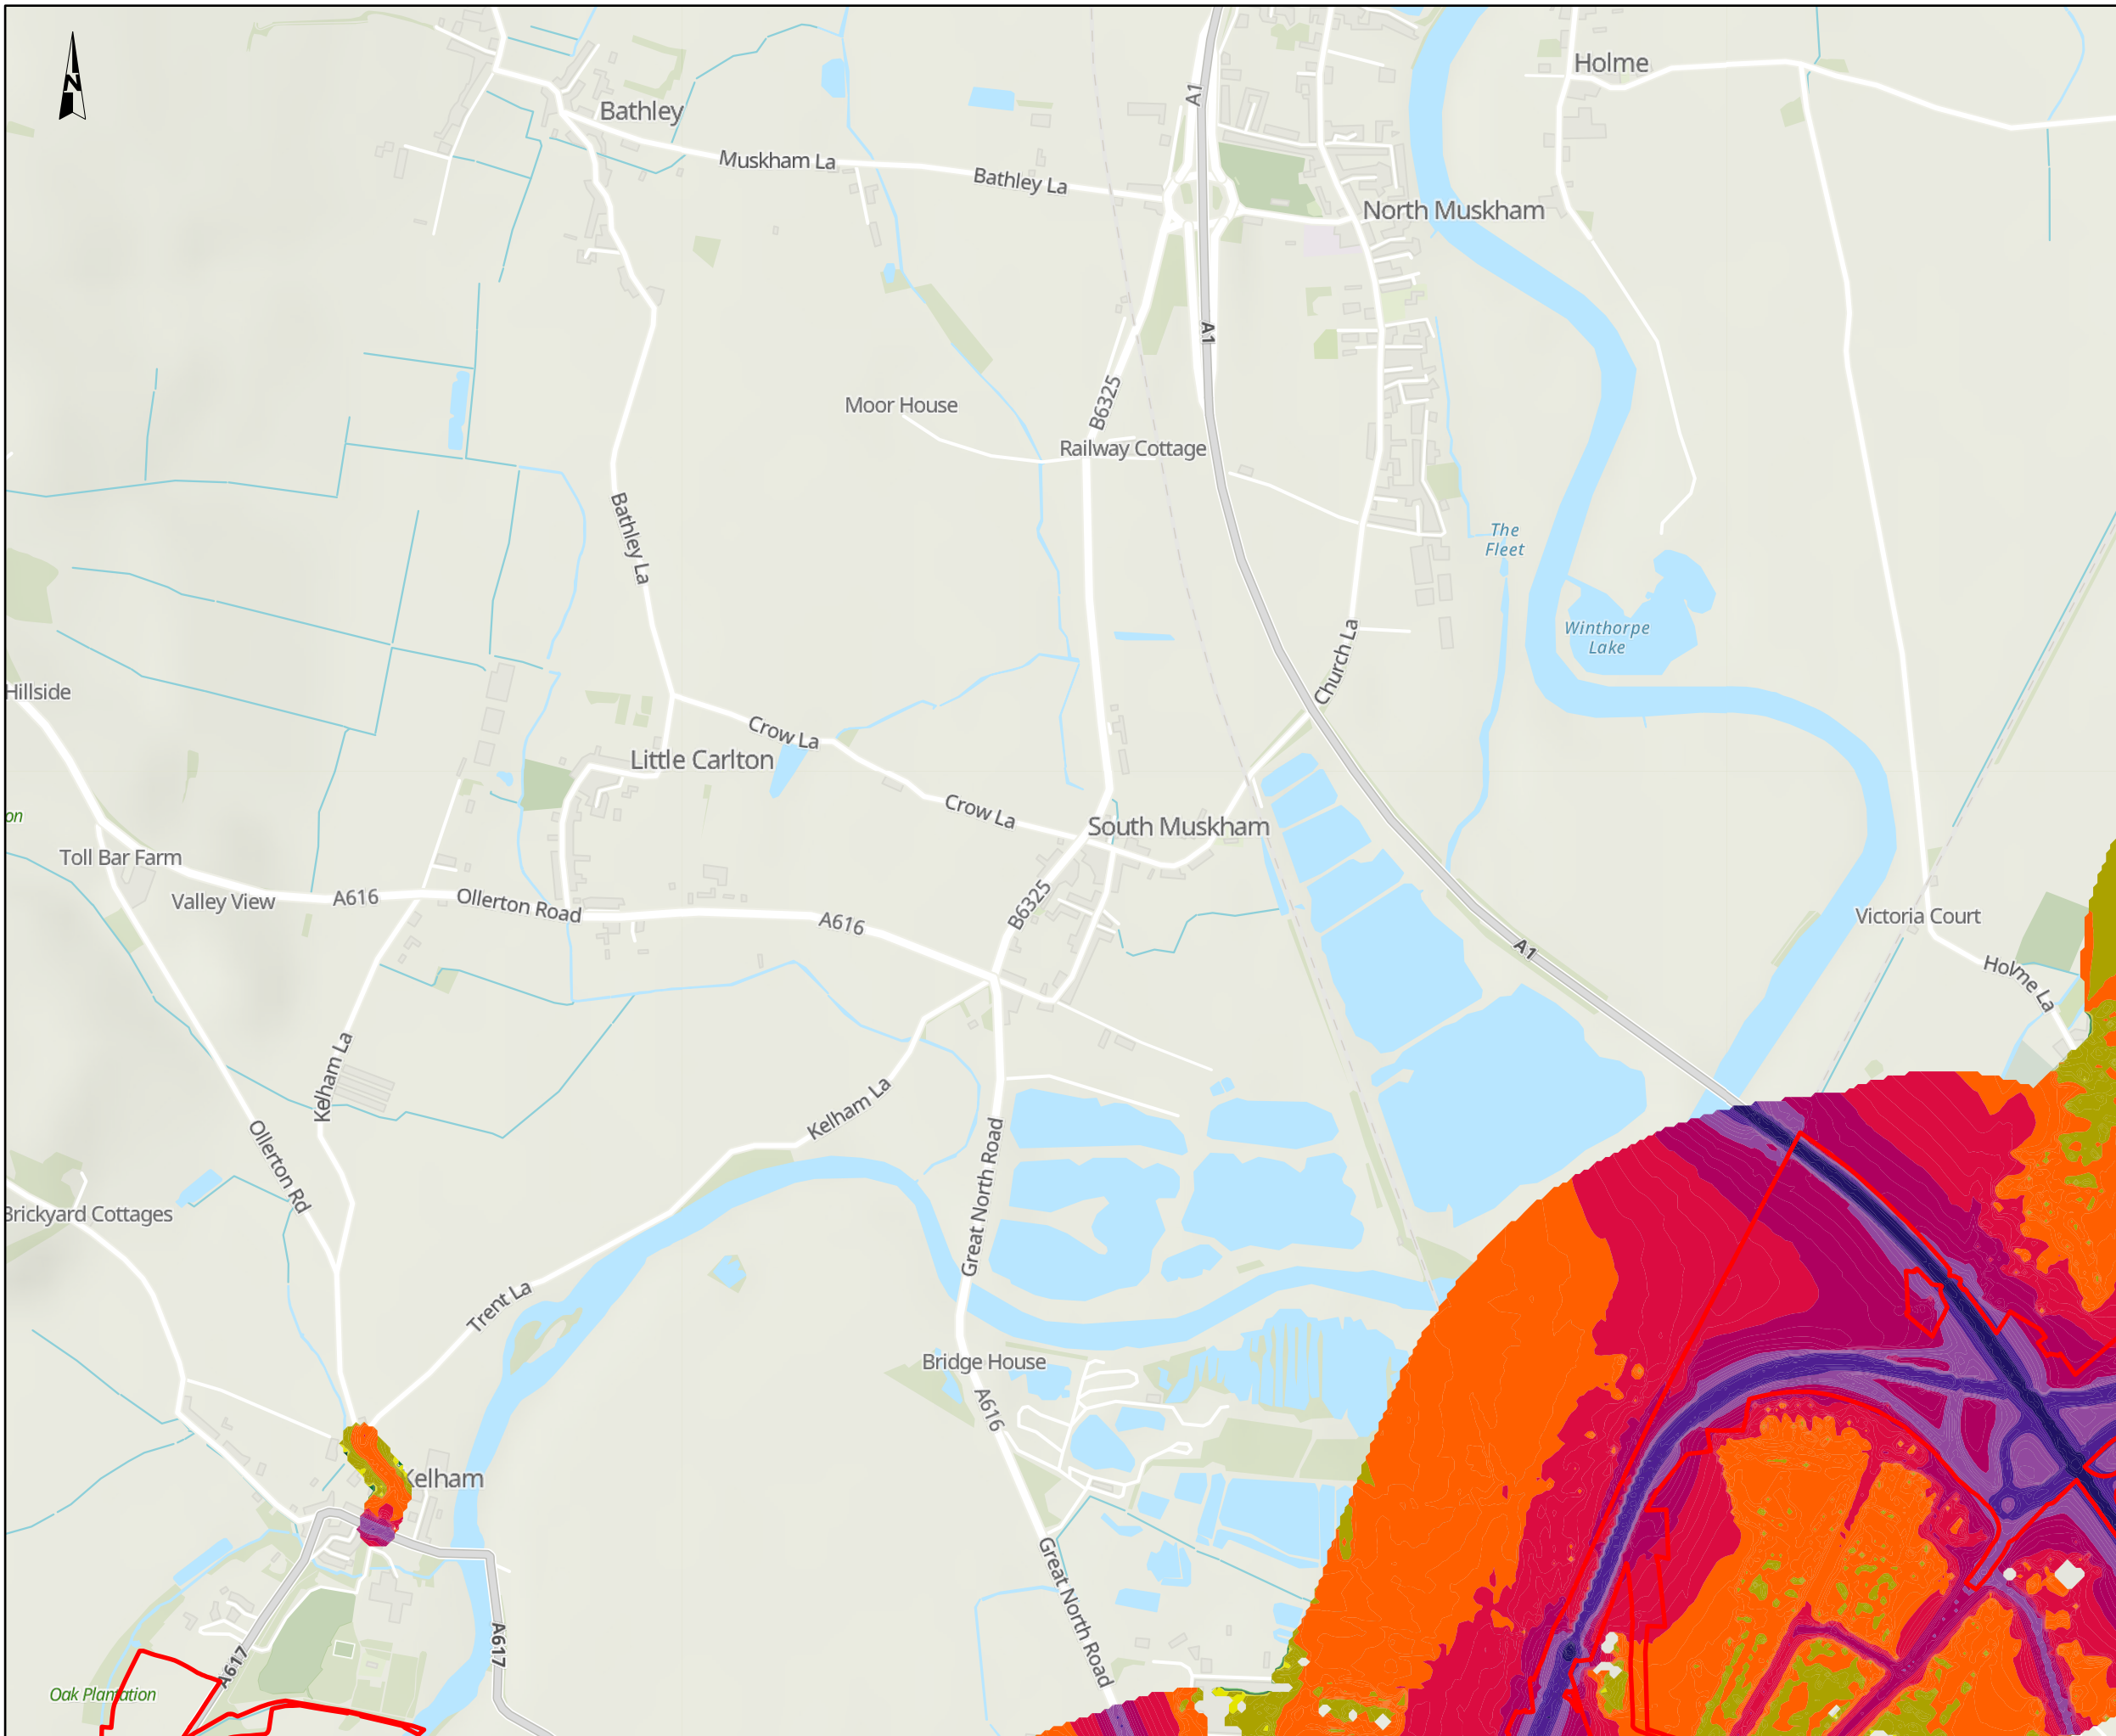 N
Bathley
Muskham La
Bathley La
A1
Holme
North Muskham
A1
B6325
Moor House
Railway Cottage
Bathley La
The
Fleet
Winthorpe
Lake
Church La
Hillside
Crow La
Little Carlton
Crow La
South Muskham
on
Toll Bar Farm
Valley View
A616
Ollerton Road
A616
B6325
Victoria Court
A1
Holme La
Kelham La
Kelham La
Ollerton Rd
Great North Road
Brickyard Cottages
Trent La
Bridge House
A616
Kelham
Great North Road
A617
A617
Oak Plantation